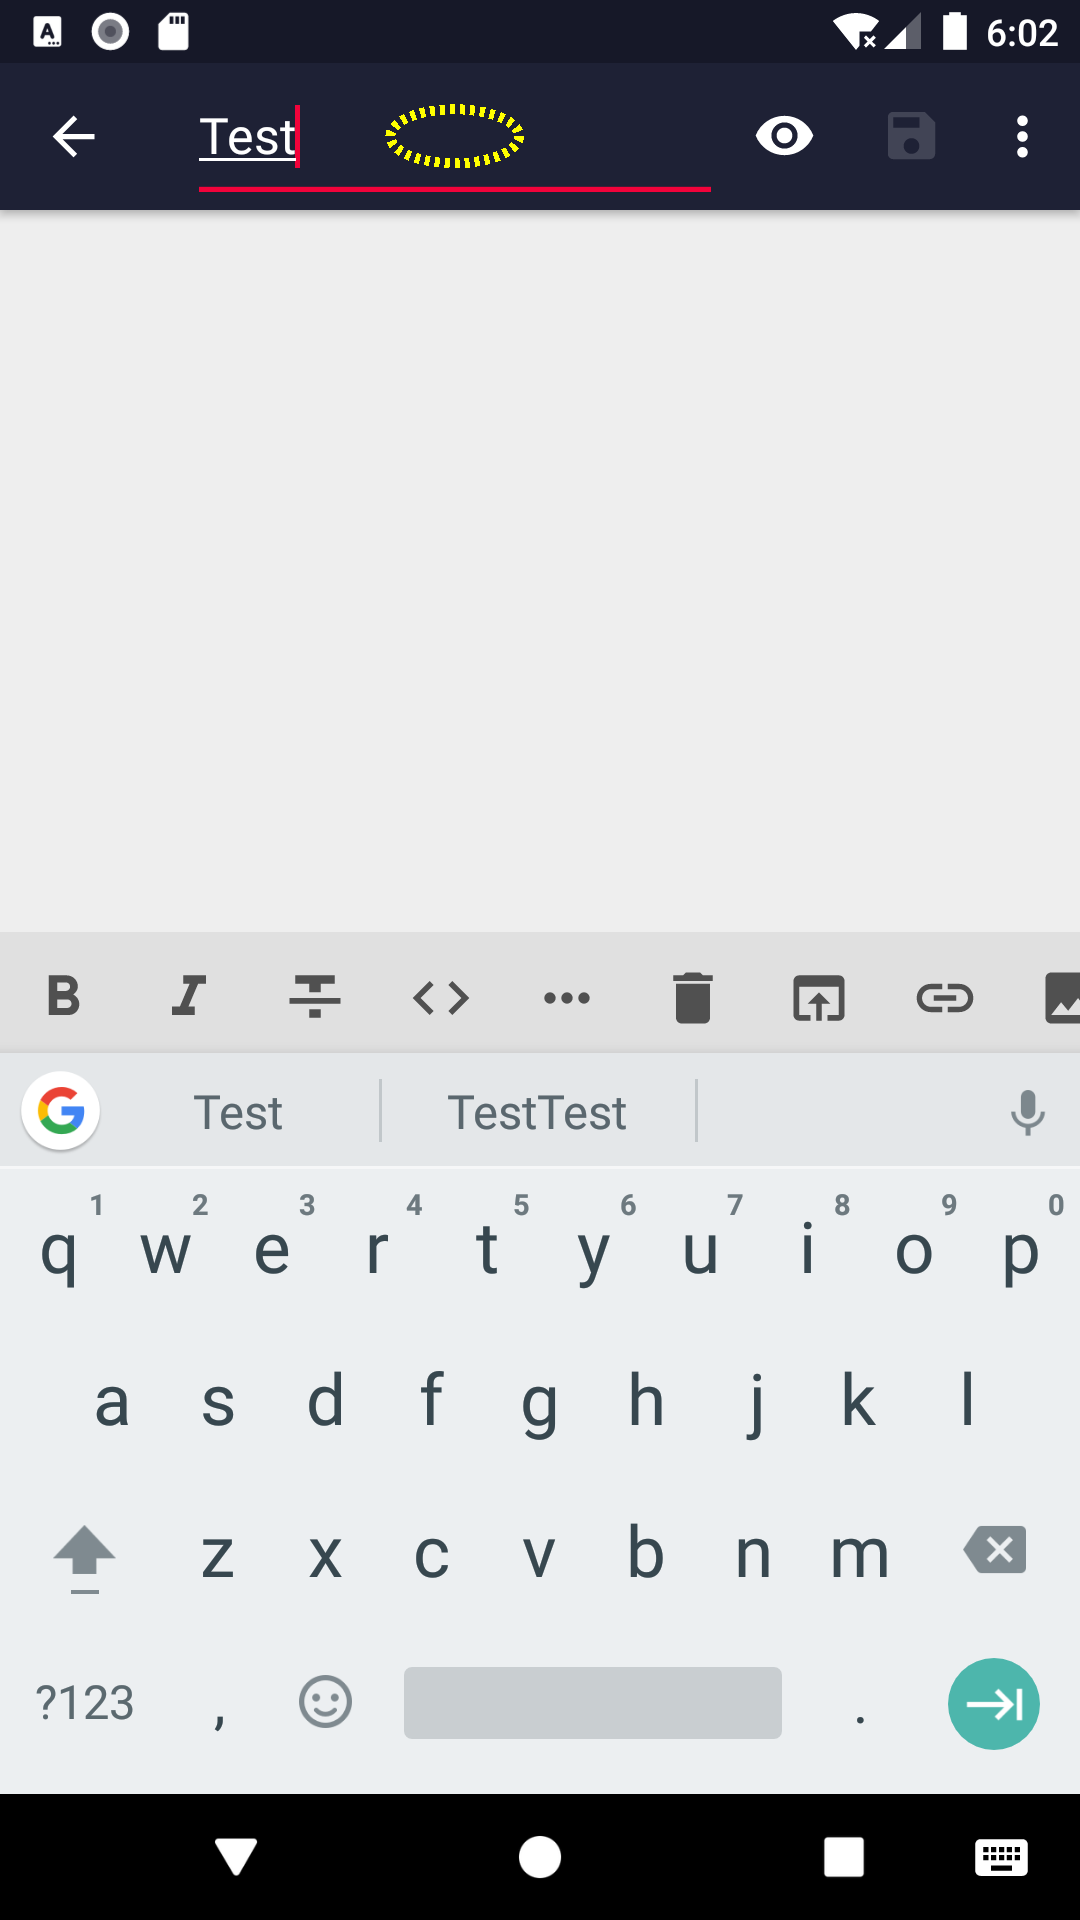 6:02
Test
B I
Test TestTest
1 2 3 4 5 6 7 8 9 0
q w e r t y u i o p
a s d f g h j k l
z x c v b n m
?123 , .